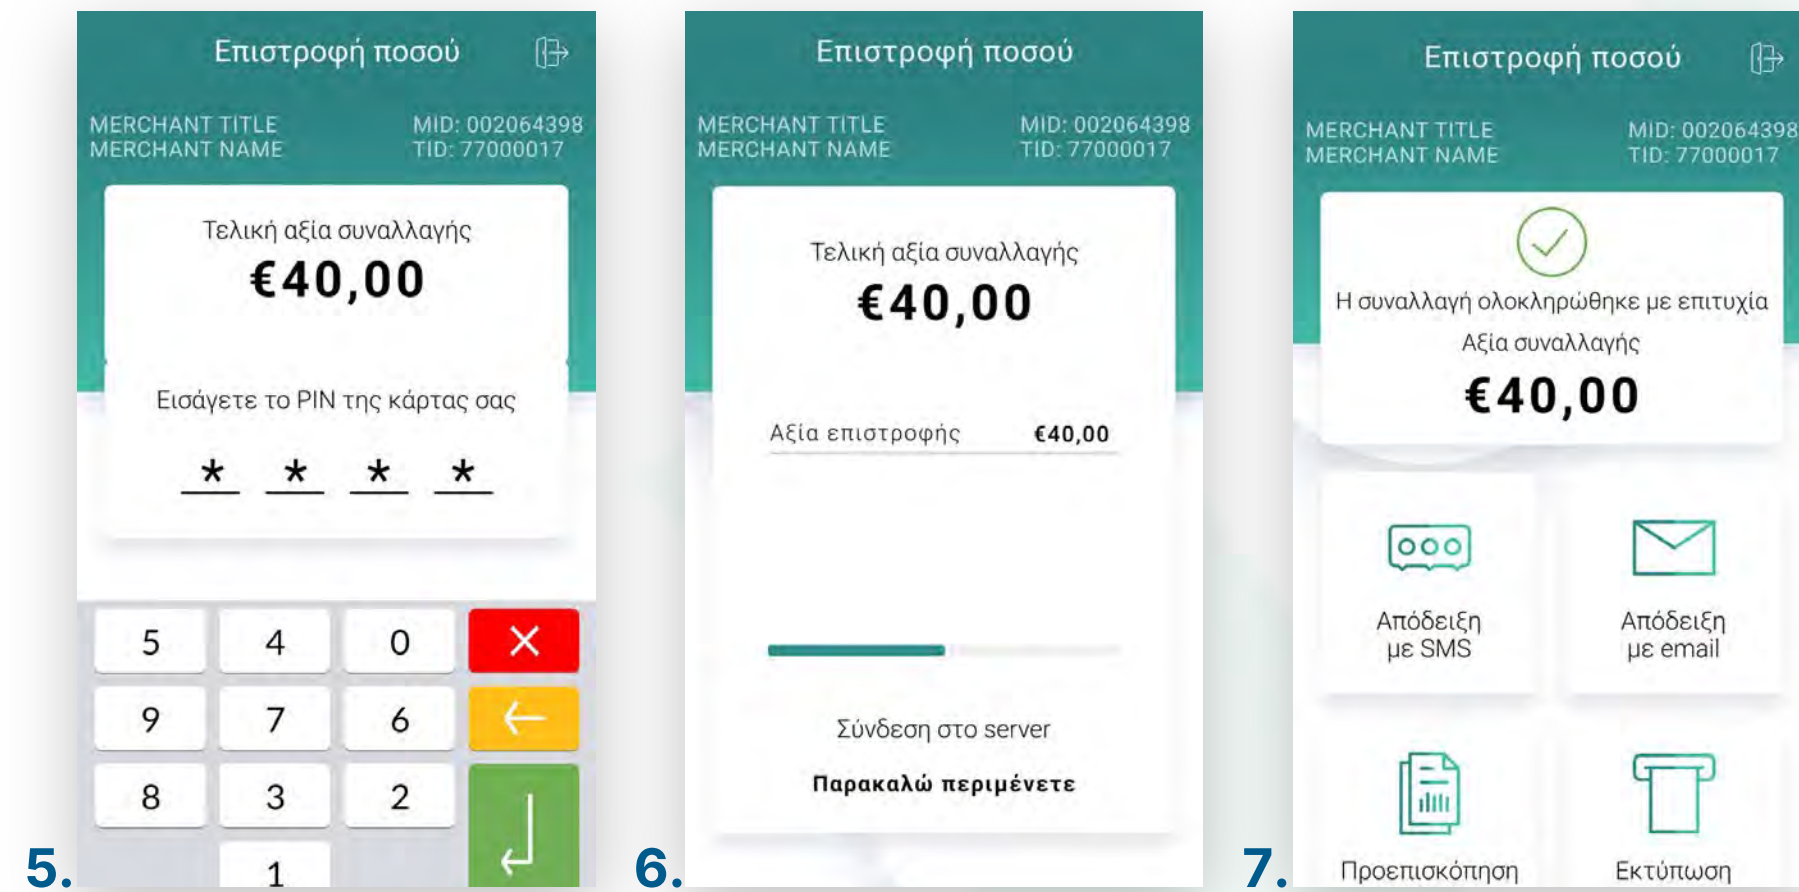 Επιστροφή ποσού
MERCHANT TITLE MID: 002064398
MERCHANT NAME TID: 77000017
Τελική αξία συναλλαγής
€40,00
Εισάγετε το PIN της κάρτας σας
* * * *
5 4 0
9 7 6
8 3 2
1
5.
Επιστροφή ποσού
MERCHANT TITLE MID: 002064398
MERCHANT NAME TID: 77000017
Τελική αξία συναλλαγής
€40,00
Αξία επιστροφής €40,00
Σύνδεση στο server
Παρακαλώ περιμένετε
6.
Επιστροφή ποσού
MERCHANT TITLE MID: 002064398
MERCHANT NAME TID: 77000017
Η συναλλαγή ολοκληρώθηκε με επιτυχία
Αξία συναλλαγής
€40,00
Απόδειξη
με SMS
Απόδειξη
με email
Προεπισκόπηση
Εκτύπωση
7.